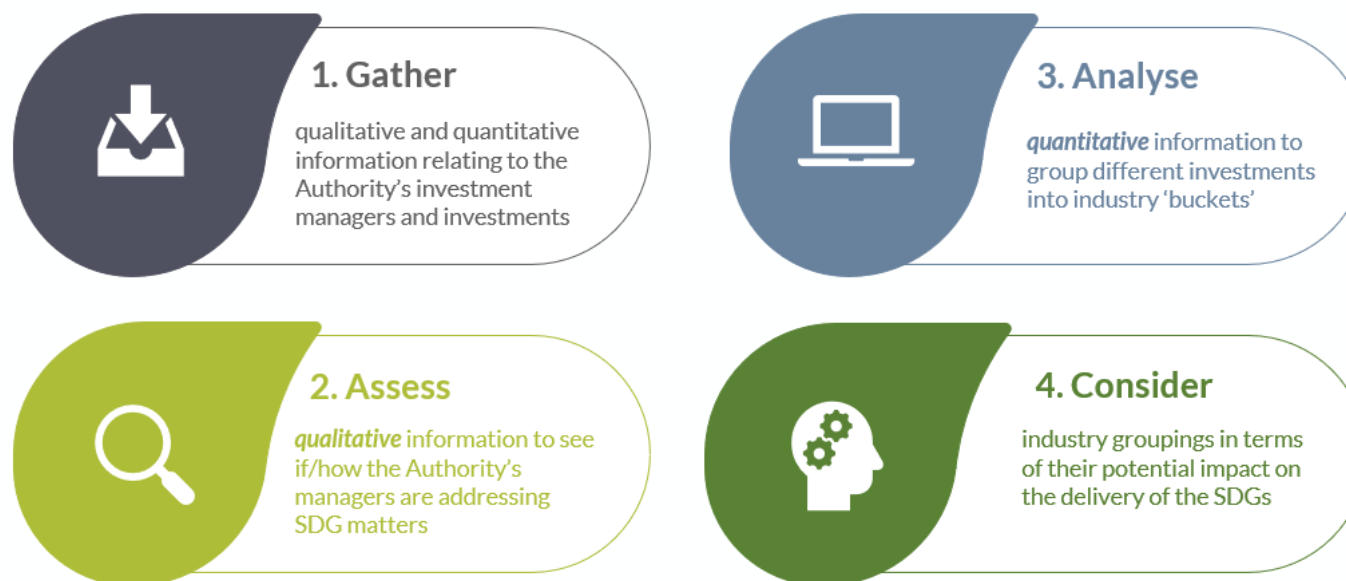 1. Gather
qualitative and quantitative
information relating to the
Authority’s investment
managers and investments
2. Assess
qualitative information to see
if/how the Authority’s
managers are addressing
SDG matters
3. Analyse
quantitative information to
group different investments
into industry ‘buckets’
4. Consider
industry groupings in terms
of their potential impact on
the delivery of the SDGs